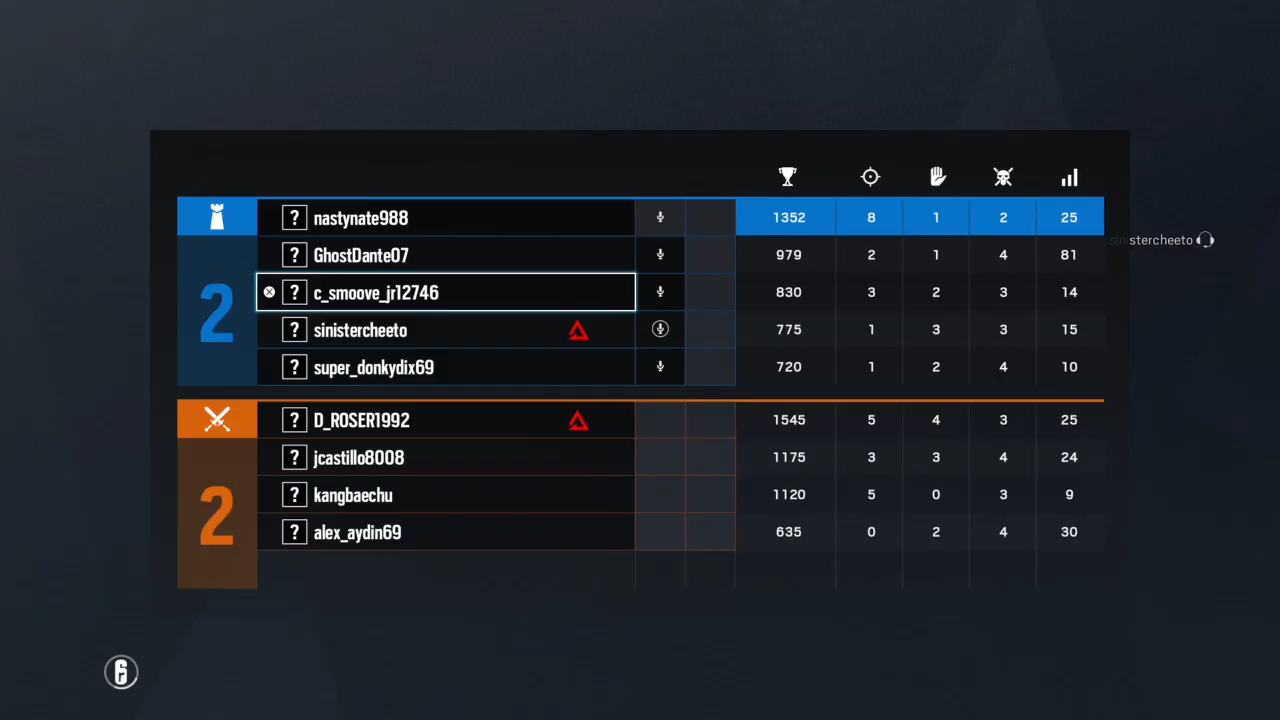 ? nastynate988 1352 8 1 2 25
? GhostDante07 979 2 1 4 81
sinistercheeto
2
? c_smoove_jr12746 830 3 2 3 14
? sinistercheeto 775 1 3 3 15
? super_donkydix69 720 1 2 4 10
? D_ROSER1992 1545 5 4 3 25
? jcastillo8008 1175 3 3 4 24
2
? kangbaechu 1120 5 0 3 9
? alex_aydin69 635 0 2 4 30
6